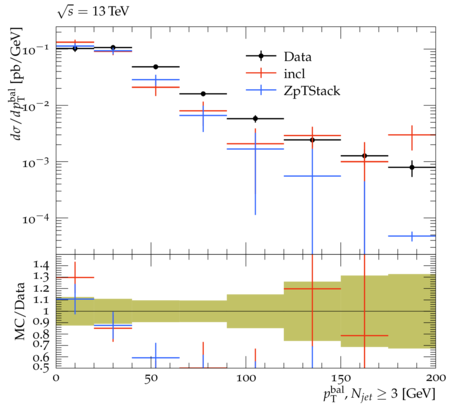 √s = 13 TeV
dσ/dp_T^bal [pb/GeV]
10⁻¹
10⁻²
10⁻³
10⁻⁴
Data
incl
ZpTStack
MC/Data
1.4
1.3
1.2
1.1
1
0.9
0.8
0.7
0.6
0.5
0 50 100 150 200
p_T^bal, N_jet ≥ 3 [GeV]